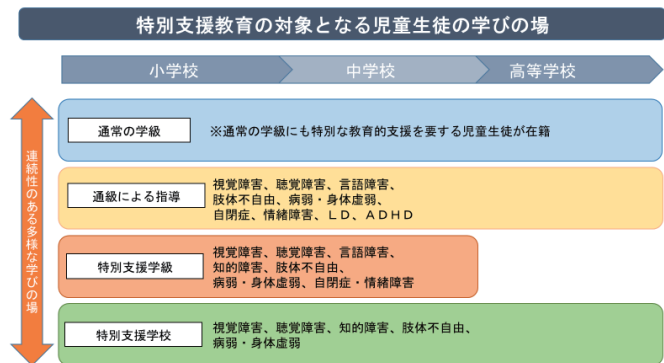 特別支援教育の対象となる児童生徒の学びの場
小学校
中学校
高等学校
連続性のある多様な学びの場
通常の学級
※通常の学級にも特別な教育的支援を要する児童生徒が在籍
通級による指導
視覚障害、聴覚障害、言語障害、
肢体不自由、病弱・身体虚弱、
自閉症、情緒障害、ＬＤ、ＡＤＨＤ
特別支援学級
視覚障害、聴覚障害、言語障害、
知的障害、肢体不自由、
病弱・身体虚弱、自閉症・情緒障害
特別支援学校
視覚障害、聴覚障害、知的障害、肢体不自由、
病弱・身体虚弱